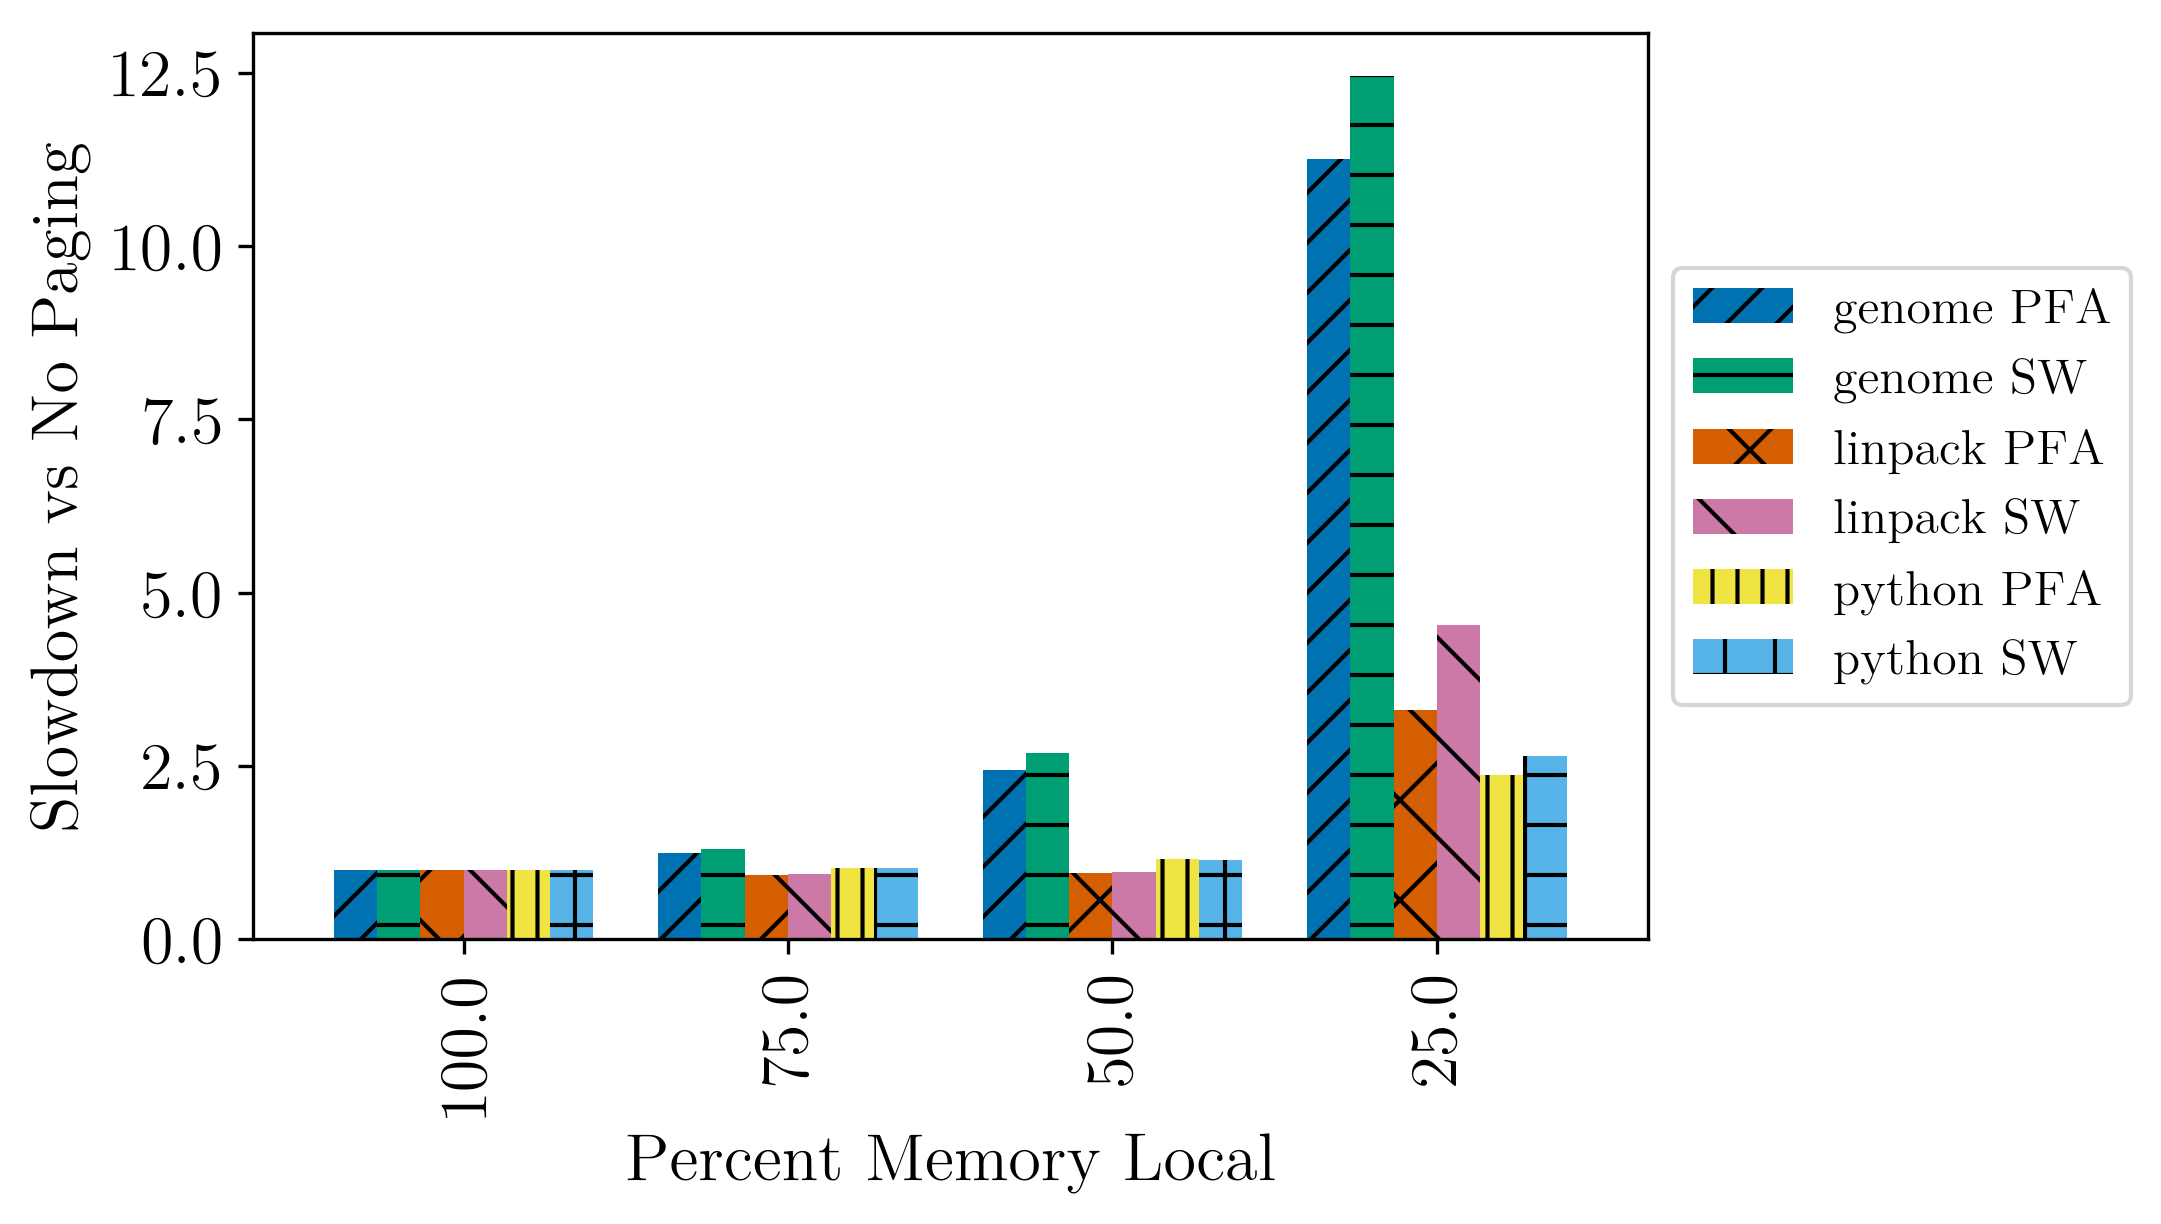 Slowdown vs No Paging
12.5
10.0
7.5
5.0
2.5
0.0
100.0
75.0
50.0
25.0
Percent Memory Local
genome PFA
genome SW
linpack PFA
linpack SW
python PFA
python SW